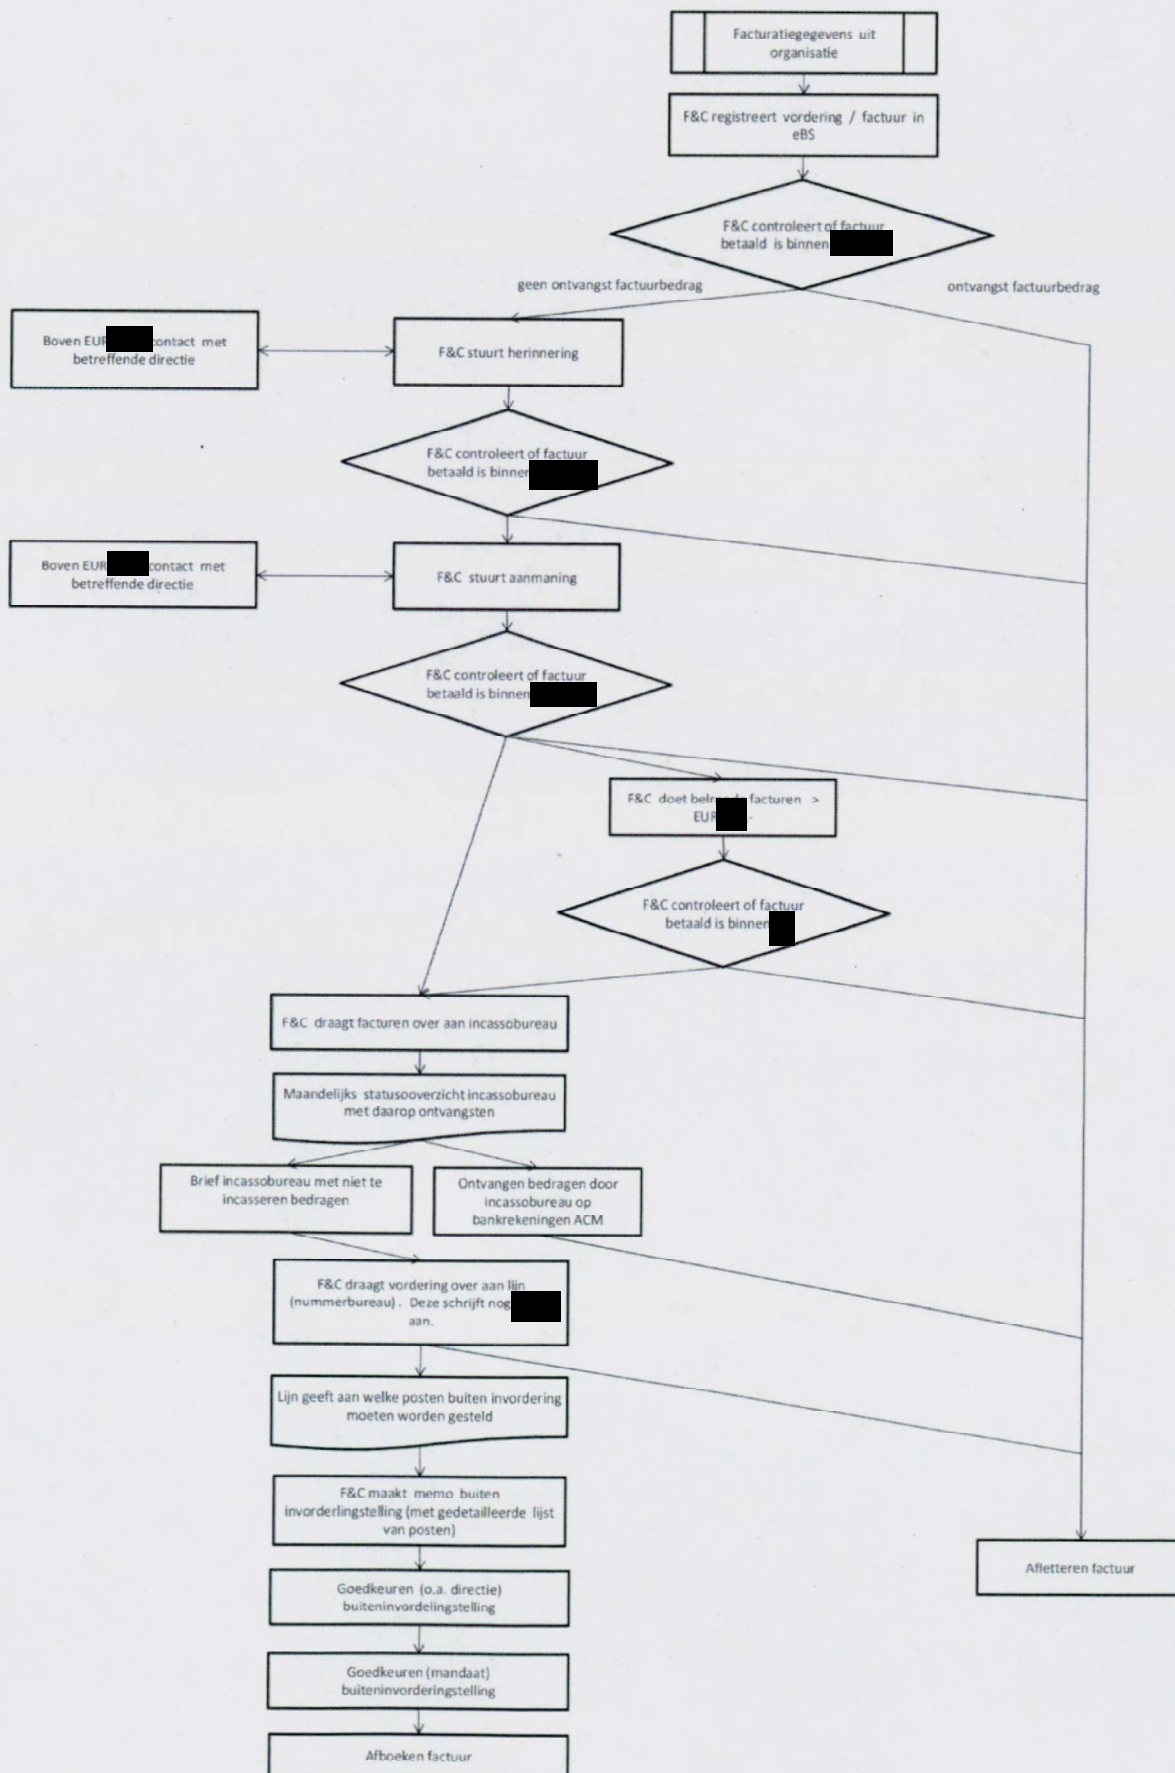 Facturatiegegevens uit
organisatie
F&C registreert vordering / factuur in
eBS
F&C controleert of factuur
betaald is binnen
geen ontvangst factuurbedrag
ontvangst factuurbedrag
Boven EUR contact met
betreffende directie
F&C stuurt herinnering
F&C controleert of factuur
betaald is binnen
Boven EUR contact met
betreffende directie
F&C stuurt aanmaning
F&C controleert of factuur
betaald is binnen
F&C doet facturen >
EUR -
F&C controleert of factuur
betaald is binnen
F&C draagt facturen over aan incassobureau
Maandelijks statusooverzicht incassobureau
met daarop ontvangsten
Brief incassobureau met niet te
incasseren bedragen
Ontvangen bedragen door
incassobureau op
bankrekeningen ACM
F&C draagt vordering over aan lijn
(nummerbureau). Deze schrijft nog
aan.
Lijn geeft aan welke posten buiten invordering
moeten worden gesteld
F&C maakt memo buiten
invorderlingstelling (met gedetailleerde lijst
van posten)
Goedkeuren (o.a. directie)
buiteninvordelingstelling
Afletteren factuur
Goedkeuren (mandaat)
buiteninvorderingstelling
Afboeken factuur